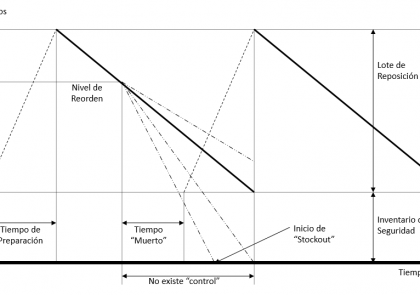 os
Nivel de
Reorden
Lote de
Reposición
Tiempo de
Preparación
Tiempo
"Muerto"
Inicio de
"Stockout"
Inventario
Seguridad
No existe "control"
Tiemp